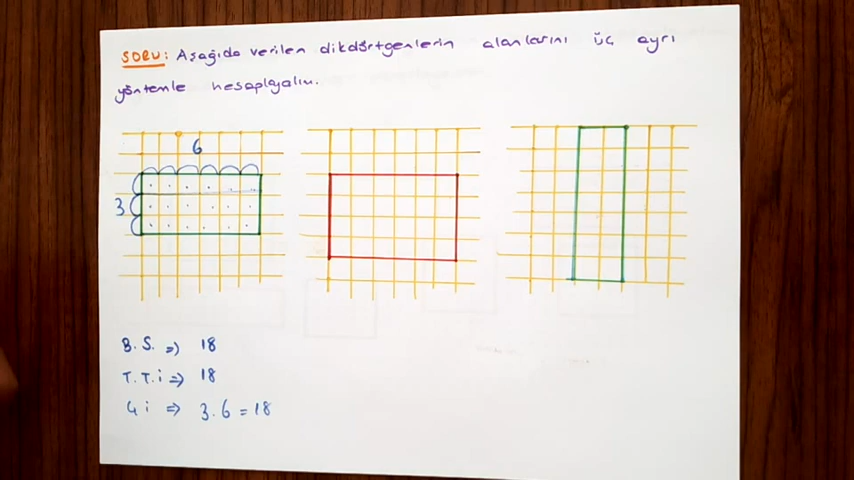 SORU: Aşağıda verilen dikdörtgenlerin alanlarını üç ayrı
yöntemle hesaplayalım.
6
3
B.S. => 18
T.T.i => 18
Ç i => 3.6 = 18